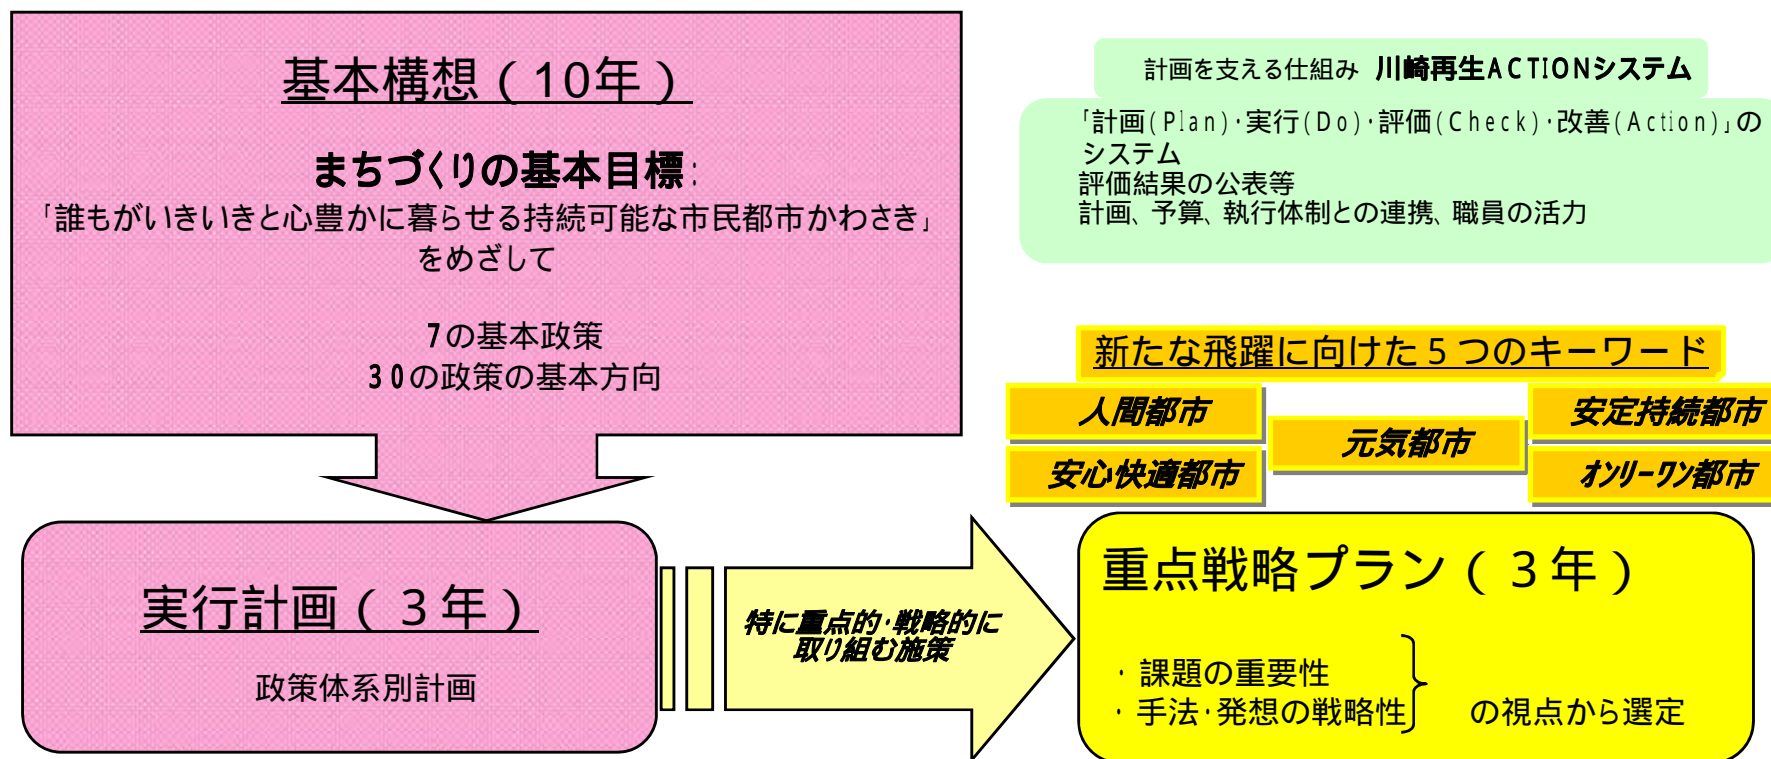 基本構想（10年）
まちづくりの基本目標:
「誰もがいきいきと心豊かに暮らせる持続可能な市民都市かわさき」
をめざして
7の基本政策
30の政策の基本方向
実行計画（３年）
政策体系別計画
特に重点的・戦略的に
取り組む施策
計画を支える仕組み 川崎再生ACTIONシステム
「計画(Plan)・実行(Do)・評価(Check)・改善(Action)」の
システム
評価結果の公表等
計画、予算、執行体制との連携、職員の活力
新たな飛躍に向けた５つのキーワード
人間都市
安心快適都市
元気都市
安定持続都市
ｵﾝﾘｰﾜﾝ都市
重点戦略プラン（３年）
・課題の重要性
・手法・発想の戦略性
の視点から選定